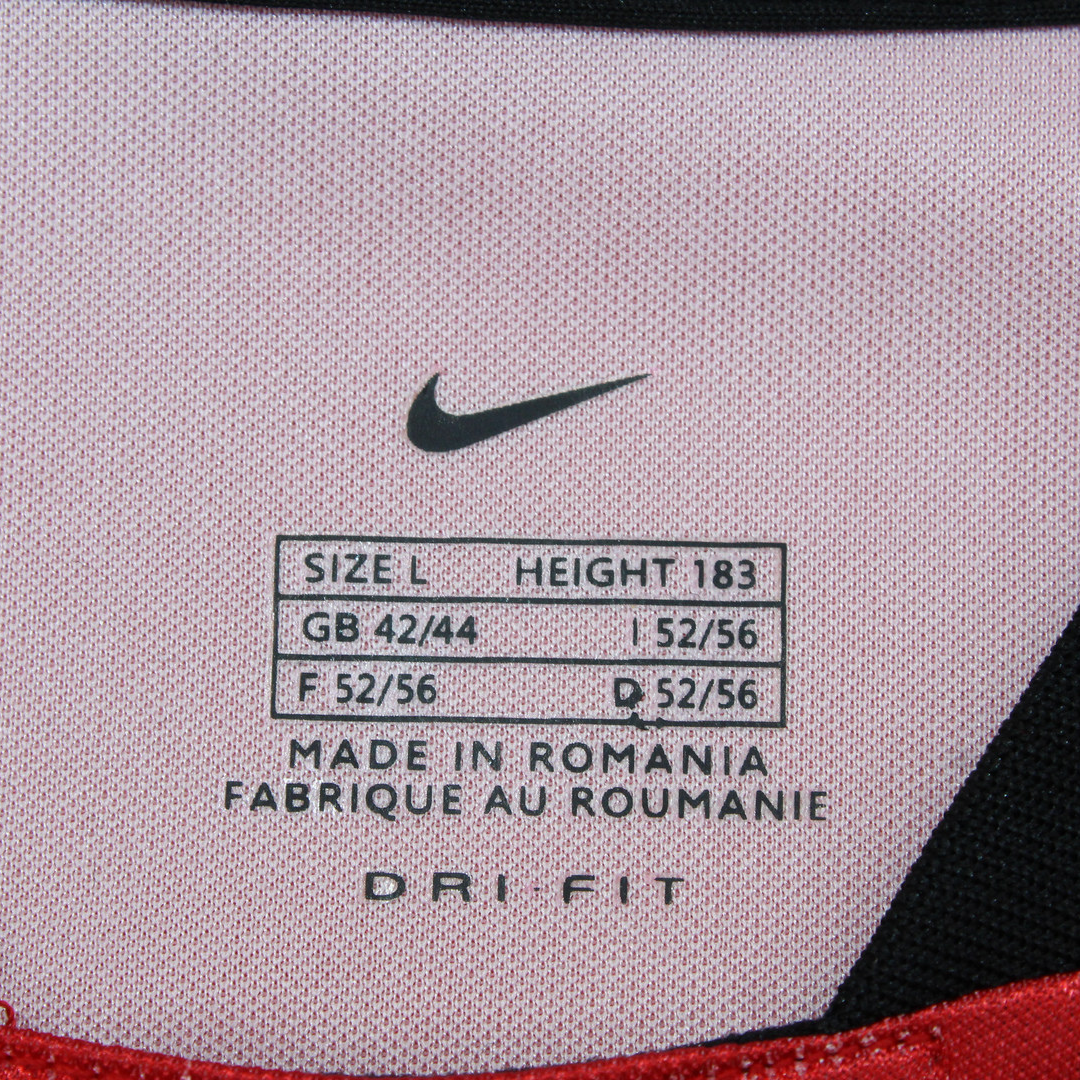 SIZE L HEIGHT 183
GB 42/44 I 52/56
F 52/56 D 52/56
MADE IN ROMANIA
FABRIQUE AU ROUMANIE
DRI·FIT